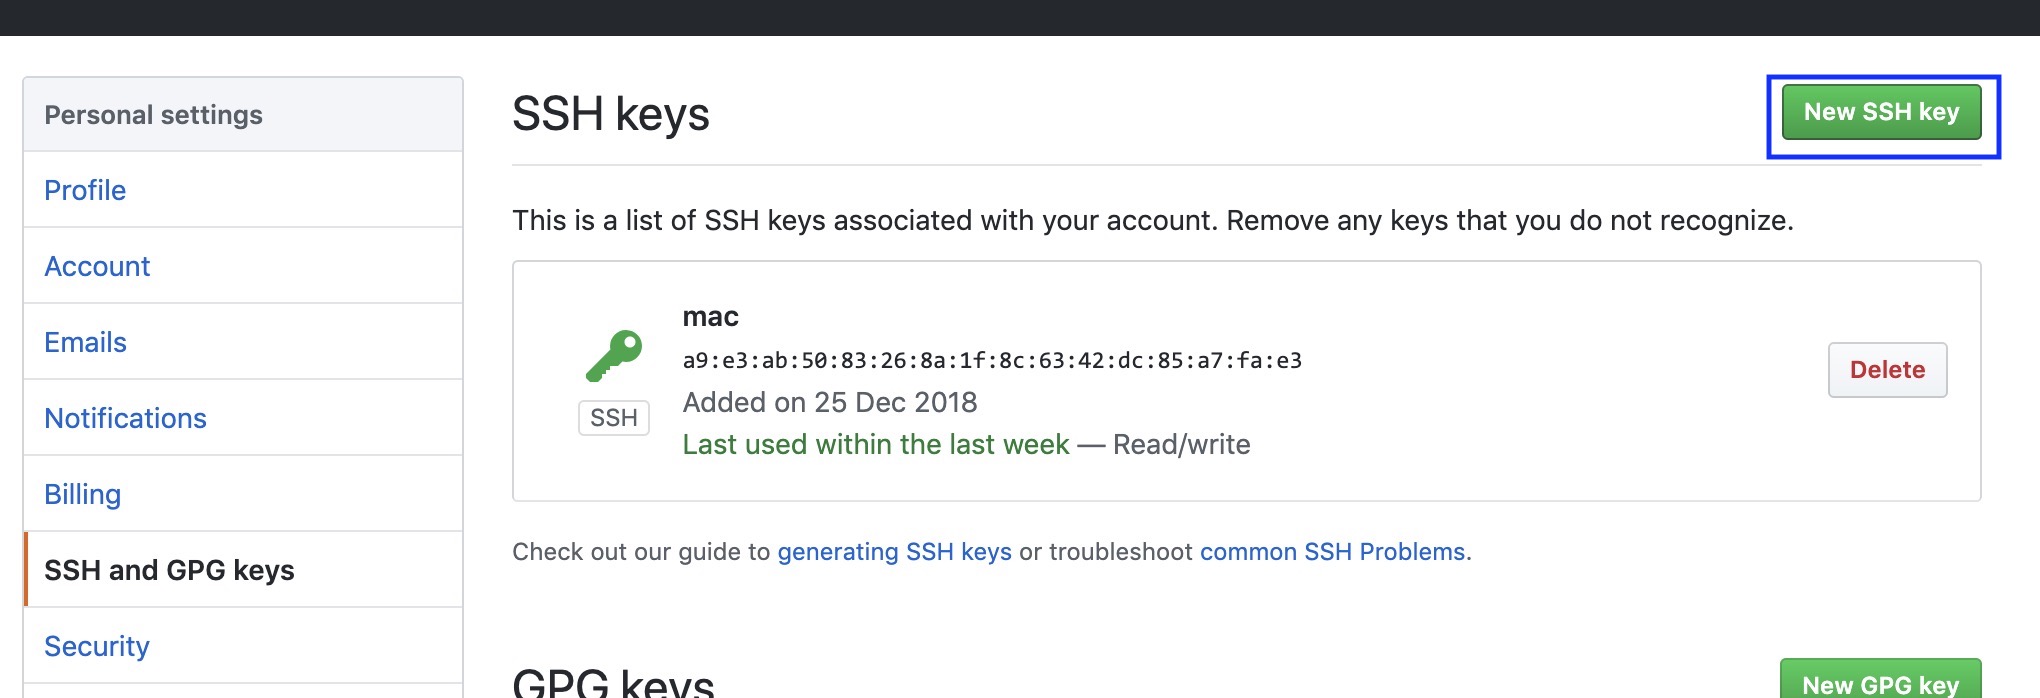 Personal settings
Profile
Account
Emails
Notifications
Billing
SSH and GPG keys
Security
SSH keys
New SSH key
This is a list of SSH keys associated with your account. Remove any keys that you do not recognize.
mac
a9:e3:ab:50:83:26:8a:1f:8c:63:42:dc:85:a7:fa:e3
Added on 25 Dec 2018
Last used within the last week — Read/write
SSH
Delete
Check out our guide to generating SSH keys or troubleshoot common SSH Problems.
GPG keys
New GPG key